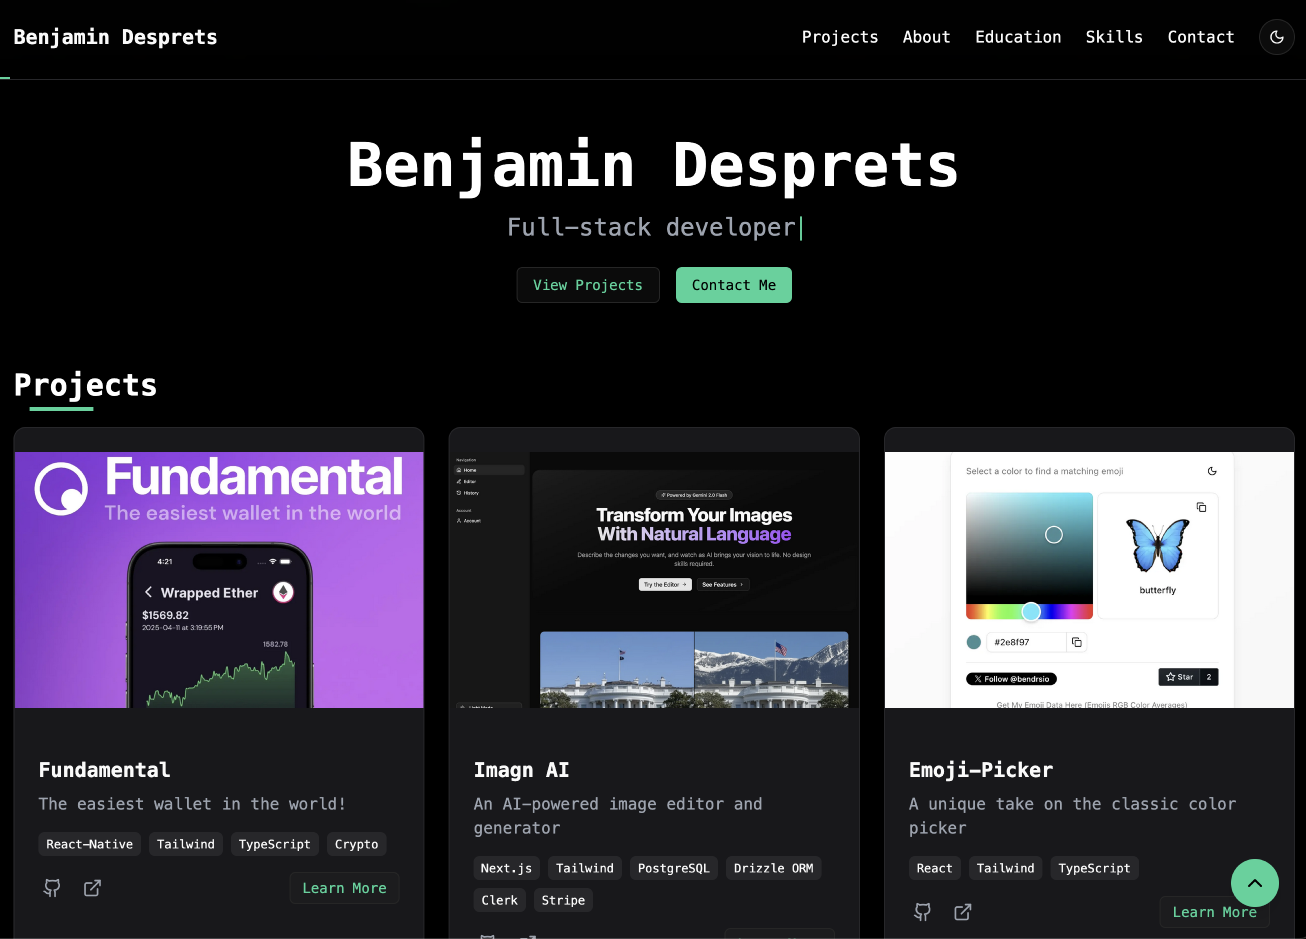 Benjamin Desprets
Projects About Education Skills Contact
Benjamin Desprets
Full-stack developer
View Projects
Contact Me
Projects
Fundamental
The easiest wallet in the world
4:21
Wrapped Ether
$1569.82
2025-04-11 at 3:19:55 PM
1582.78
Fundamental
The easiest wallet in the world!
React-Native Tailwind TypeScript Crypto
Learn More
Navigation
Home
Editor
History
Account
Account
Powered by Gemini 2.0 Flash
Transform Your Images
With Natural Language
Describe the changes you want, and watch as AI brings your vision to life. No design
skills required.
Try the Editor → See Features
Imagn AI
An AI-powered image editor and
generator
Next.js Tailwind PostgreSQL Drizzle ORM
Clerk Stripe
Select a color to find a matching emoji
butterfly
#2e8f97
Follow @bendrsio
Star 2
Get My Emoji Data Here (Emojis RGB Color Averages)
Emoji-Picker
A unique take on the classic color
picker
React Tailwind TypeScript
Learn More